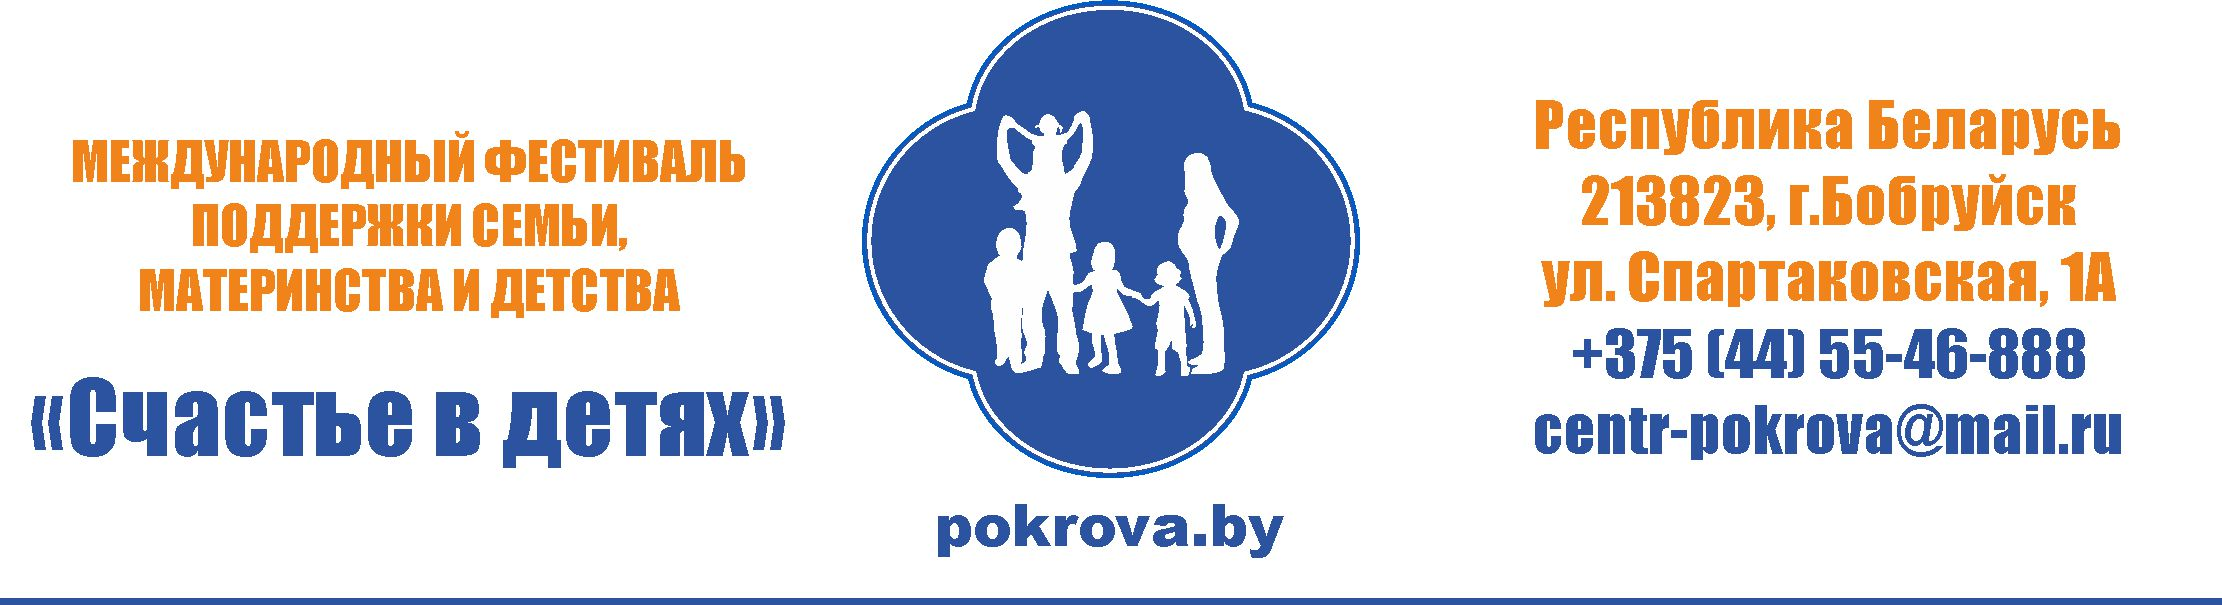 МЕЖДУНАРОДНЫЙ ФЕСТИВАЛЬ
ПОДДЕРЖКИ СЕМЬИ,
МАТЕРИНСТВА И ДЕТСТВА
«Счастье в детях»
pokrova.by
Республика Беларусь
213823, г.Бобруйск
ул. Спартаковская, 1А
+375 (44) 55-46-888
centr-pokrova@mail.ru